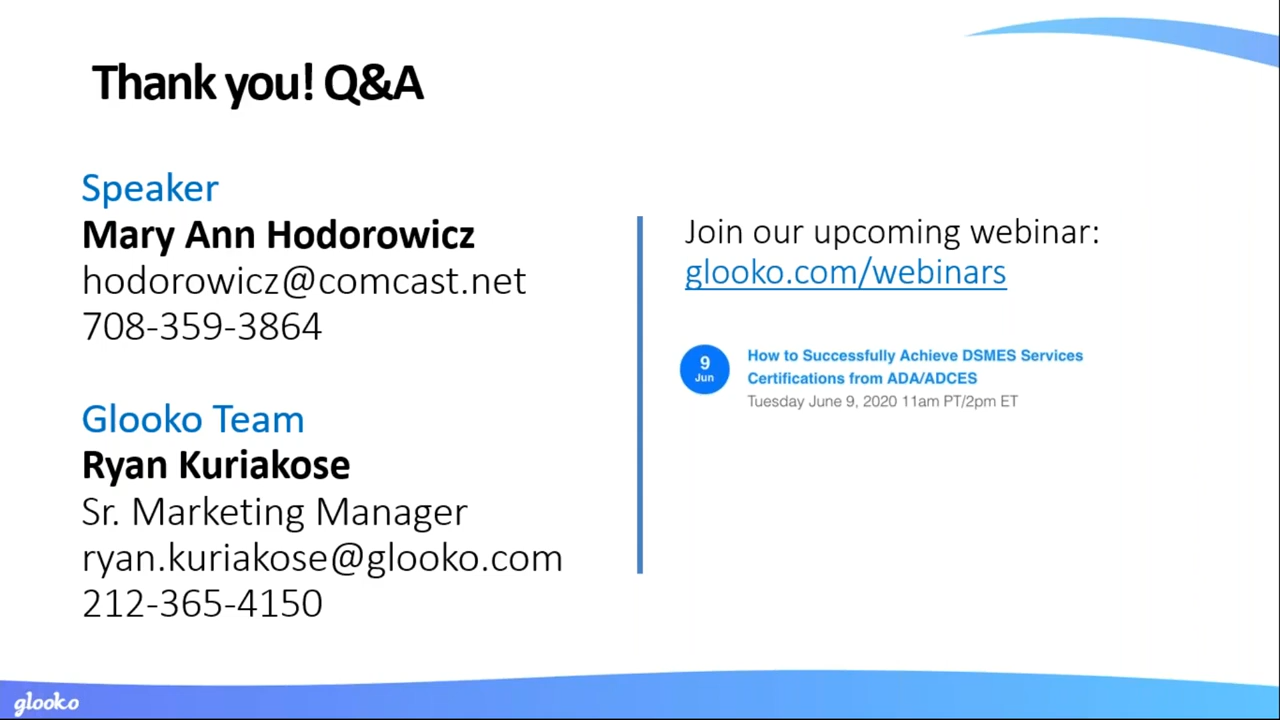 Thank you! Q&A
Speaker
Mary Ann Hodorowicz
hodorowicz@comcast.net
708-359-3864
Glooko Team
Ryan Kuriakose
Sr. Marketing Manager
ryan.kuriakose@glooko.com
212-365-4150
Join our upcoming webinar:
glooko.com/webinars
9
Jun
How to Successfully Achieve DSMES Services
Certifications from ADA/ADCES
Tuesday June 9, 2020 11am PT/2pm ET
glooko